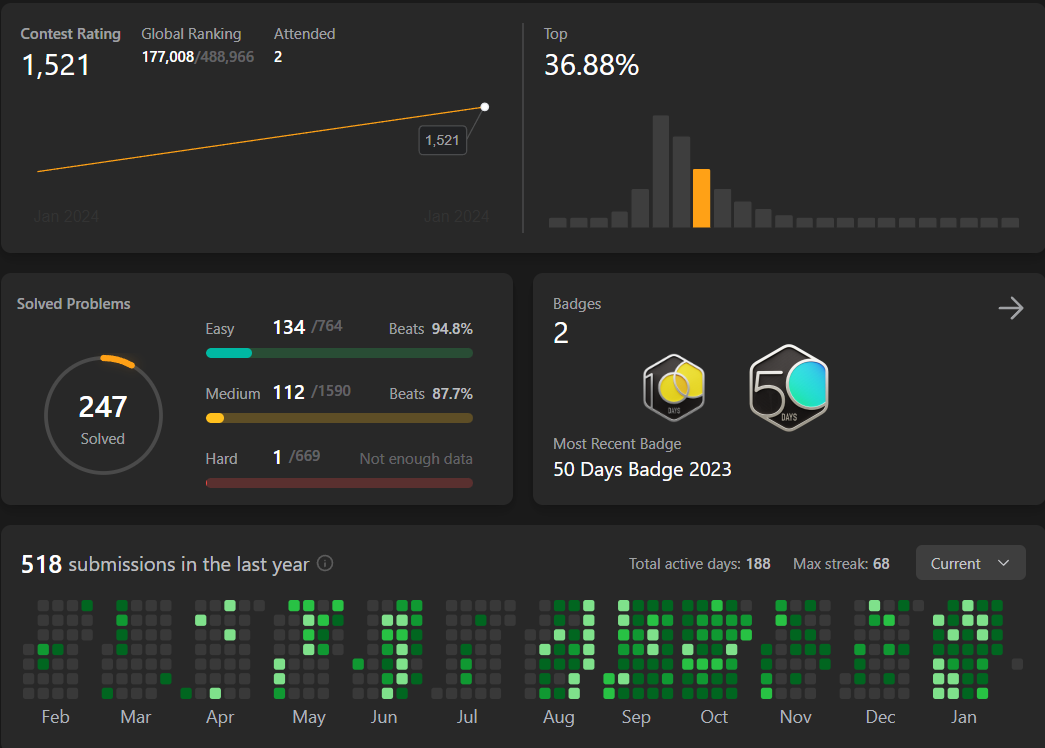 Contest Rating Global Ranking Attended
1,521 177,008/488,966 2
1,521
Jan 2024 Jan 2024
Top
36.88%
Solved Problems
247
Solved
Easy 134 /764 Beats 94.8%
Medium 112 /1590 Beats 87.7%
Hard 1 /669 Not enough data
Badges
2
100 DAYS
50 DAYS
Most Recent Badge
50 Days Badge 2023
518 submissions in the last year
Total active days: 188 Max streak: 68 Current
Feb Mar Apr May Jun Jul Aug Sep Oct Nov Dec Jan